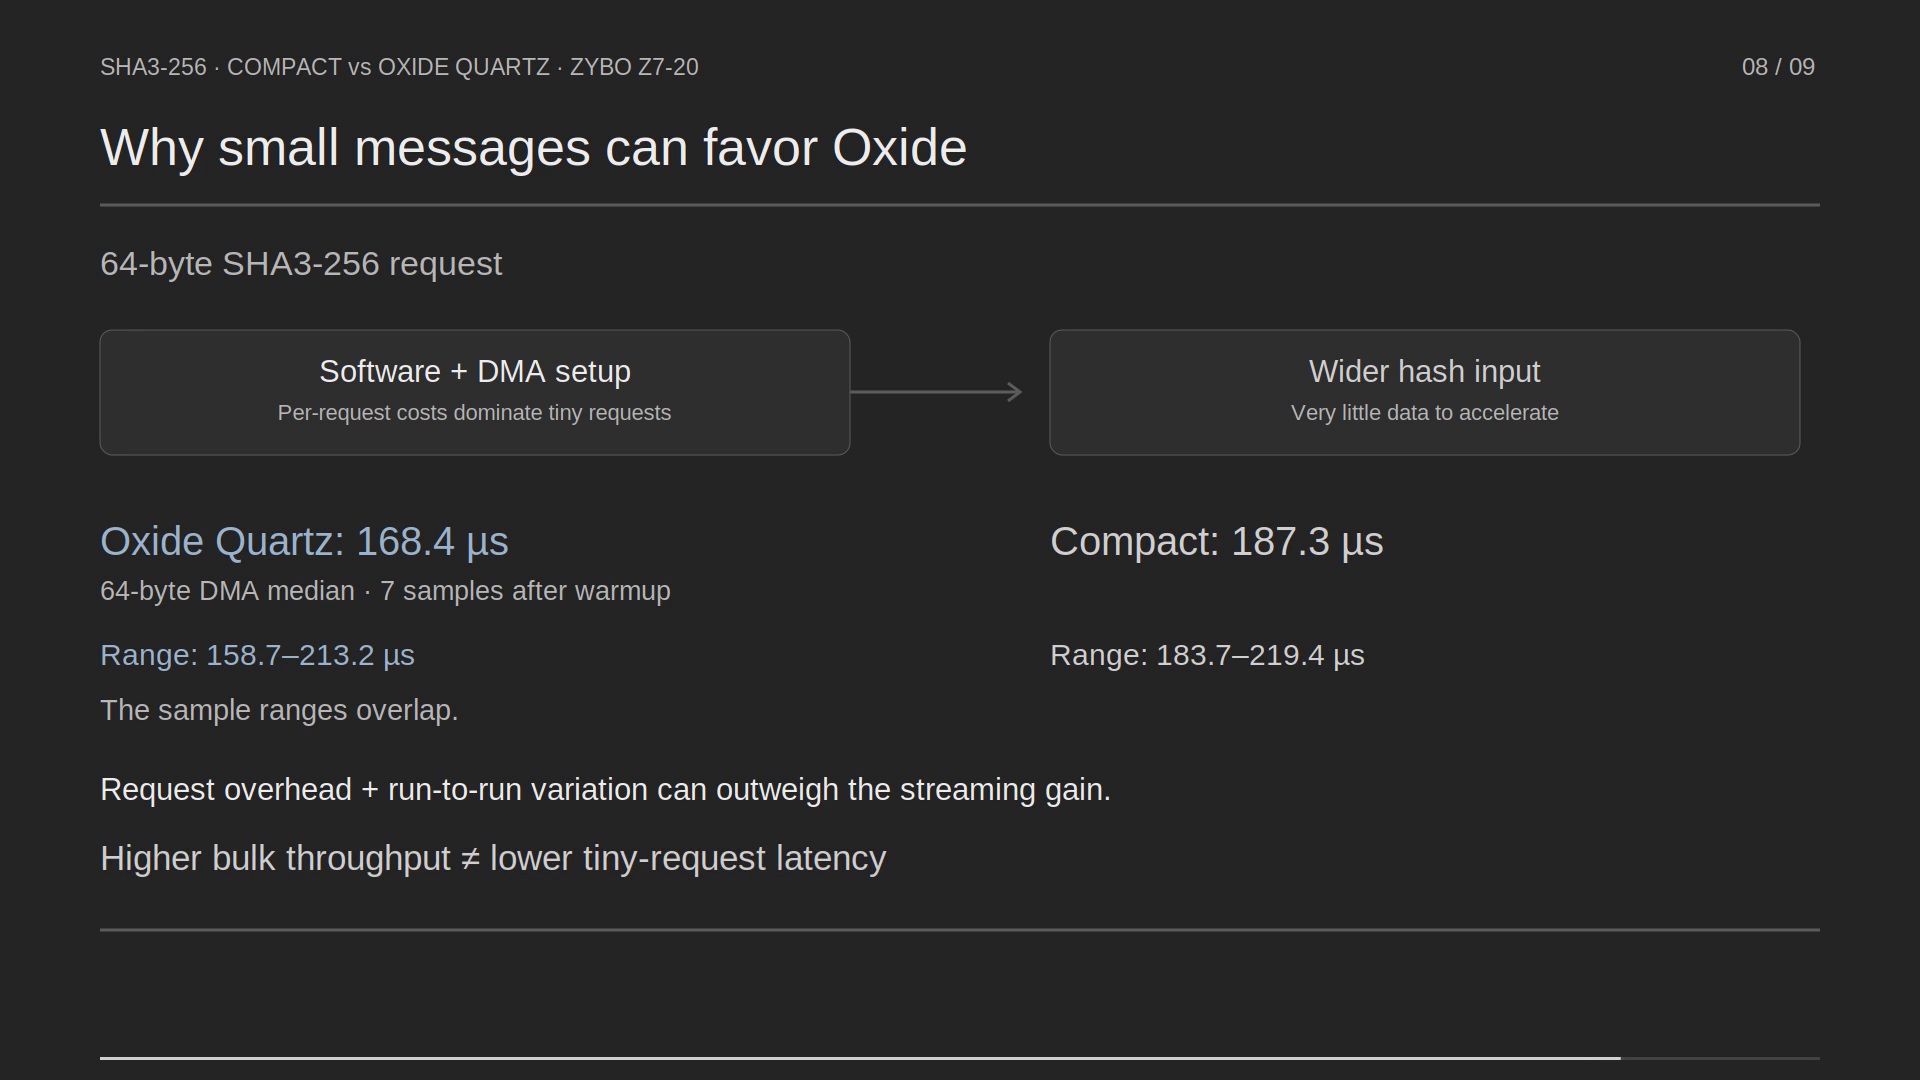 SHA3-256 · COMPACT vs OXIDE QUARTZ · ZYBO Z7-20
08 / 09
Why small messages can favor Oxide
64-byte SHA3-256 request
Software + DMA setup
Per-request costs dominate tiny requests
Wider hash input
Very little data to accelerate
Oxide Quartz: 168.4 µs
64-byte DMA median · 7 samples after warmup
Compact: 187.3 µs
Range: 158.7–213.2 µs
Range: 183.7–219.4 µs
The sample ranges overlap.
Request overhead + run-to-run variation can outweigh the streaming gain.
Higher bulk throughput ≠ lower tiny-request latency